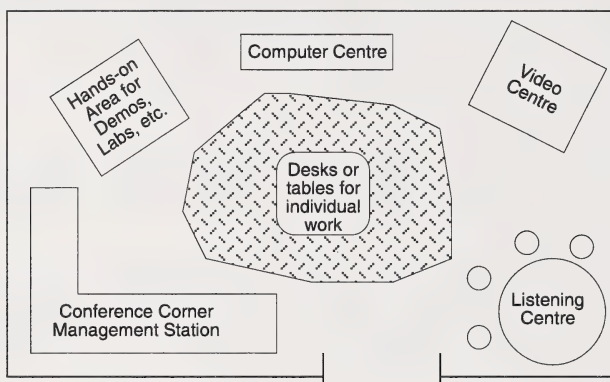 Hands-on
Area for
Demos,
Labs, etc.
Computer Centre
Video
Centre
Desks or
tables for
individual
work
Conference Corner
Management Station
Listening
Centre